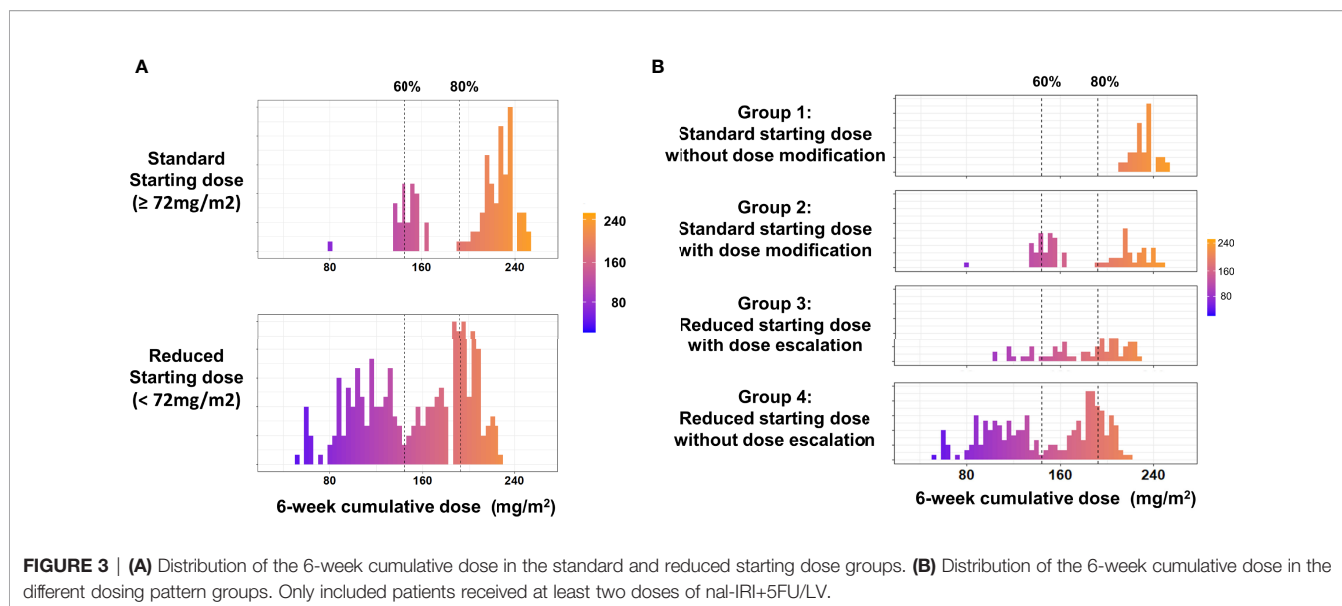 A
60%
80%
Standard
Starting dose
(≥ 72mg/m2)
80
160
240
240
160
80
Reduced
Starting dose
(< 72mg/m2)
80
160
240
6-week cumulative dose (mg/m²)
B
60%
80%
Group 1:
Standard starting dose
without dose modification
Group 2:
Standard starting dose
with dose modification
Group 3:
Reduced starting dose
with dose escalation
Group 4:
Reduced starting dose
without dose escalation
240
160
80
80
160
240
6-week cumulative dose (mg/m²)
FIGURE 3 | (A) Distribution of the 6-week cumulative dose in the standard and reduced starting dose groups. (B) Distribution of the 6-week cumulative dose in the
different dosing pattern groups. Only included patients received at least two doses of nal-IRI+5FU/LV.